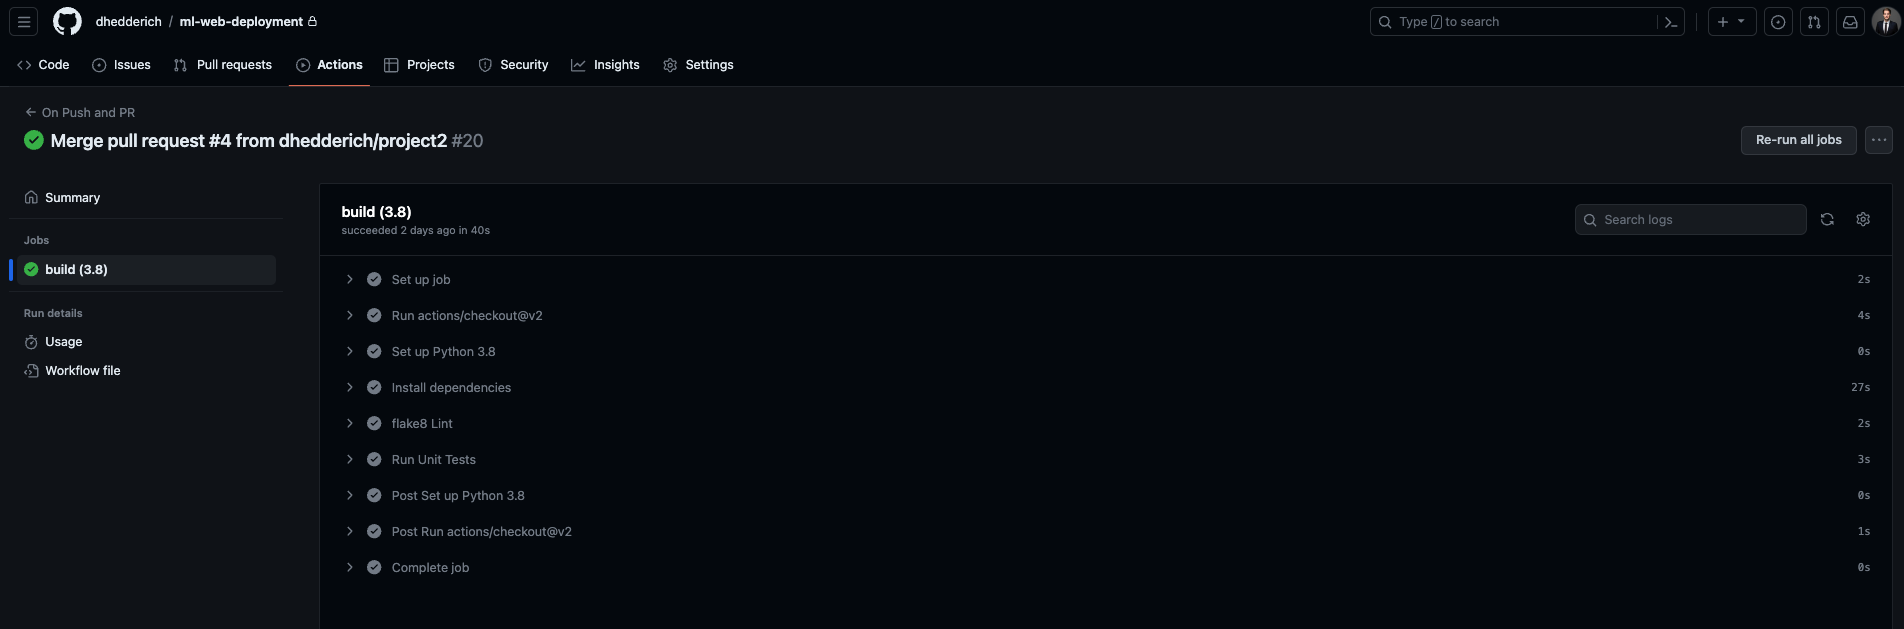 dhedderich / ml-web-deployment
Type / to search
Code
Issues
Pull requests
Actions
Projects
Security
Insights
Settings
On Push and PR
Merge pull request #4 from dhedderich/project2 #20
Re-run all jobs
Summary
Jobs
build (3.8)
Run details
Usage
Workflow file
build (3.8)
succeeded 2 days ago in 40s
Search logs
Set up job 2s
Run actions/checkout@v2 4s
Set up Python 3.8 0s
Install dependencies 27s
flake8 Lint 2s
Run Unit Tests 3s
Post Set up Python 3.8 0s
Post Run actions/checkout@v2 1s
Complete job 0s